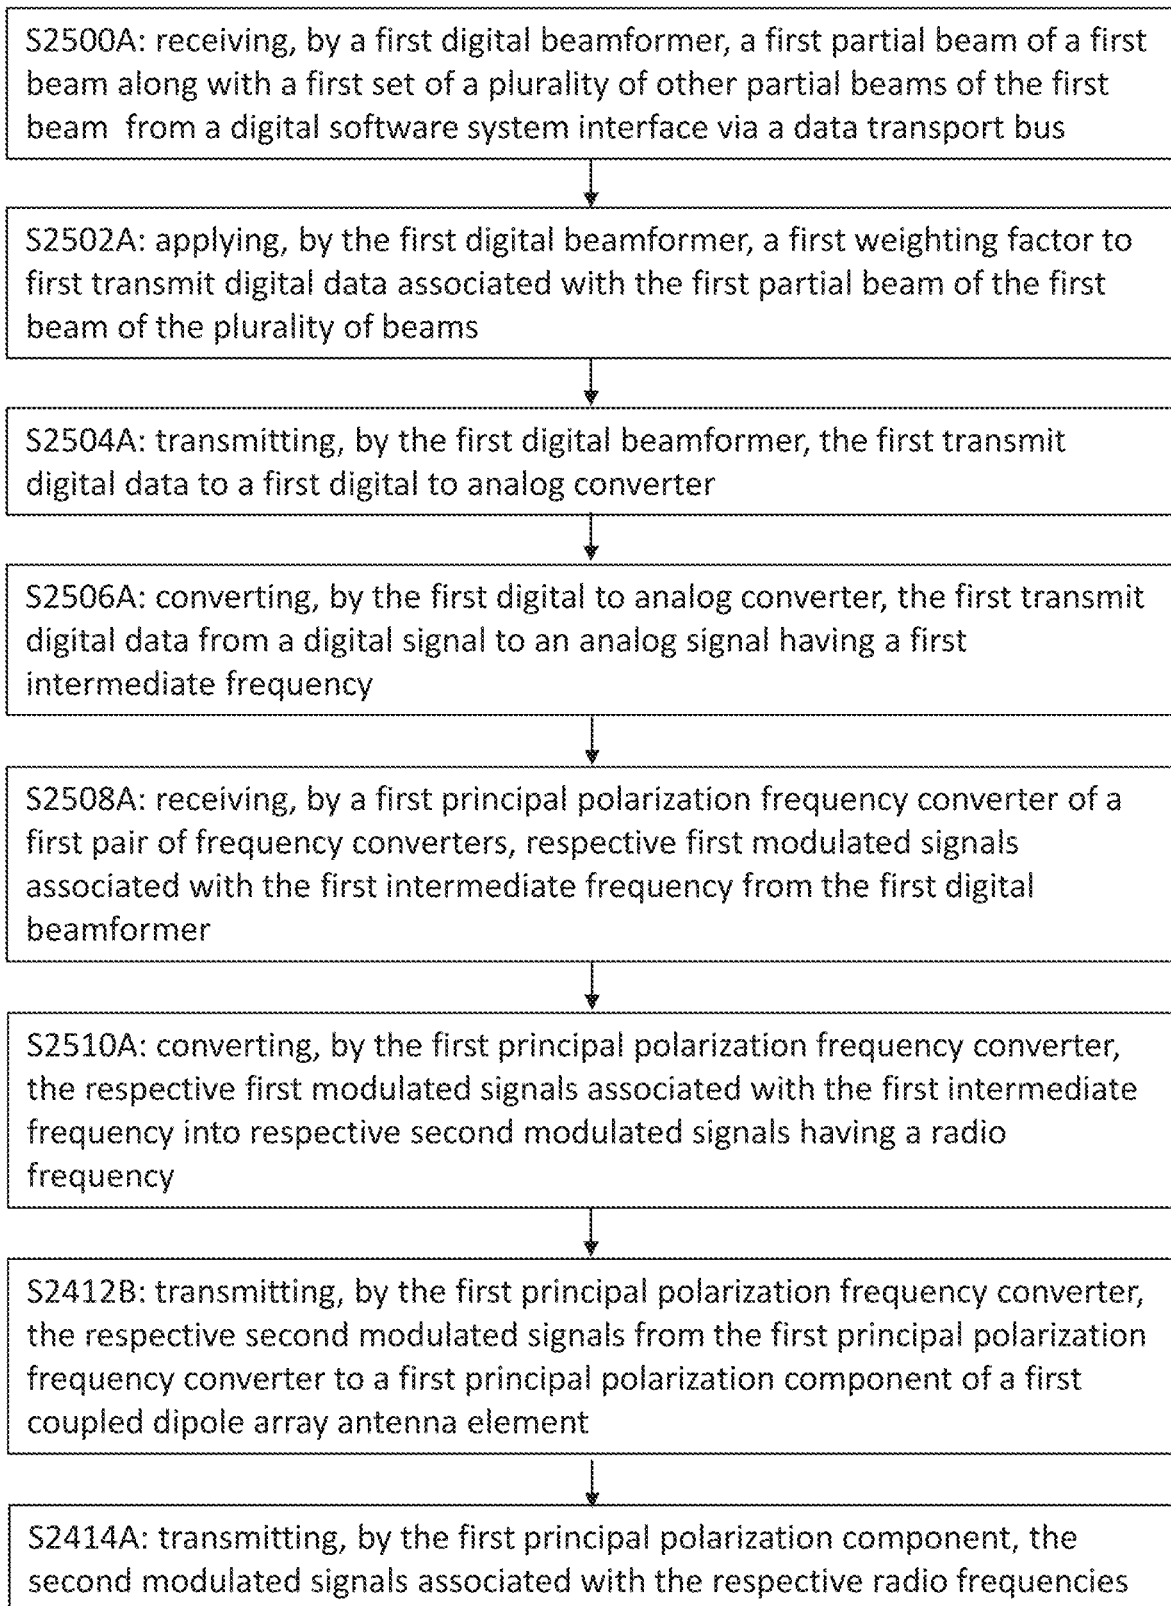 S2500A: receiving, by a first digital beamformer, a first partial beam of a first
beam along with a first set of a plurality of other partial beams of the first
beam from a digital software system interface via a data transport bus
S2502A: applying, by the first digital beamformer, a first weighting factor to
first transmit digital data associated with the first partial beam of the first
beam of the plurality of beams
S2504A: transmitting, by the first digital beamformer, the first transmit
digital data to a first digital to analog converter
S2506A: converting, by the first digital to analog converter, the first transmit
digital data from a digital signal to an analog signal having a first
intermediate frequency
S2508A: receiving, by a first principal polarization frequency converter of a
first pair of frequency converters, respective first modulated signals
associated with the first intermediate frequency from the first digital
beamformer
S2510A: converting, by the first principal polarization frequency converter,
the respective first modulated signals associated with the first intermediate
frequency into respective second modulated signals having a radio
frequency
S2412B: transmitting, by the first principal polarization frequency converter,
the respective second modulated signals from the first principal polarization
frequency converter to a first principal polarization component of a first
coupled dipole array antenna element
S2414A: transmitting, by the first principal polarization component, the
second modulated signals associated with the respective radio frequencies